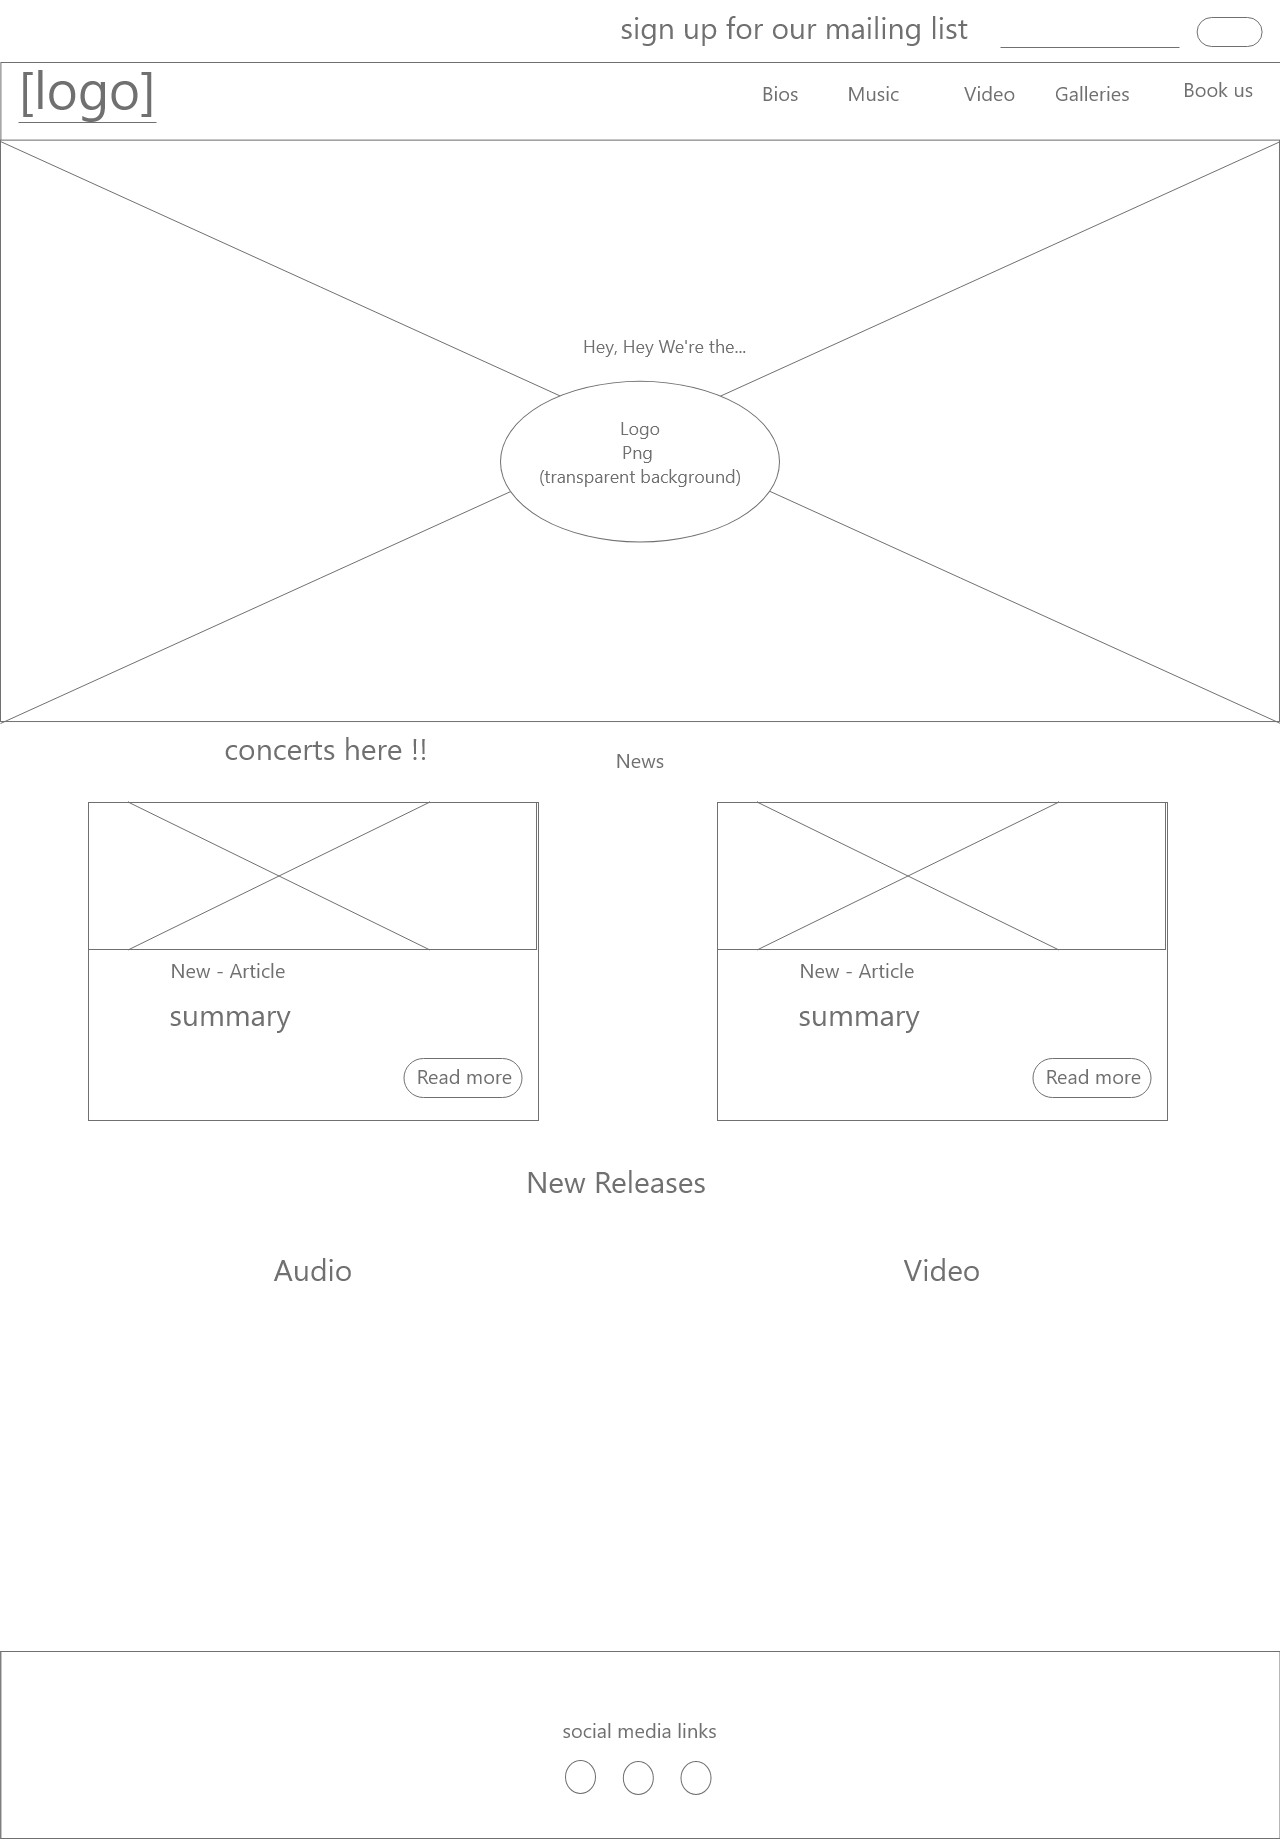 sign up for our mailing list
[logo]
Bios
Music
Video
Galleries
Book us
Hey, Hey We're the...
Logo
Png
(transparent background)
concerts here !!
News
New - Article
summary
Read more
New - Article
summary
Read more
New Releases
Audio
Video
social media links